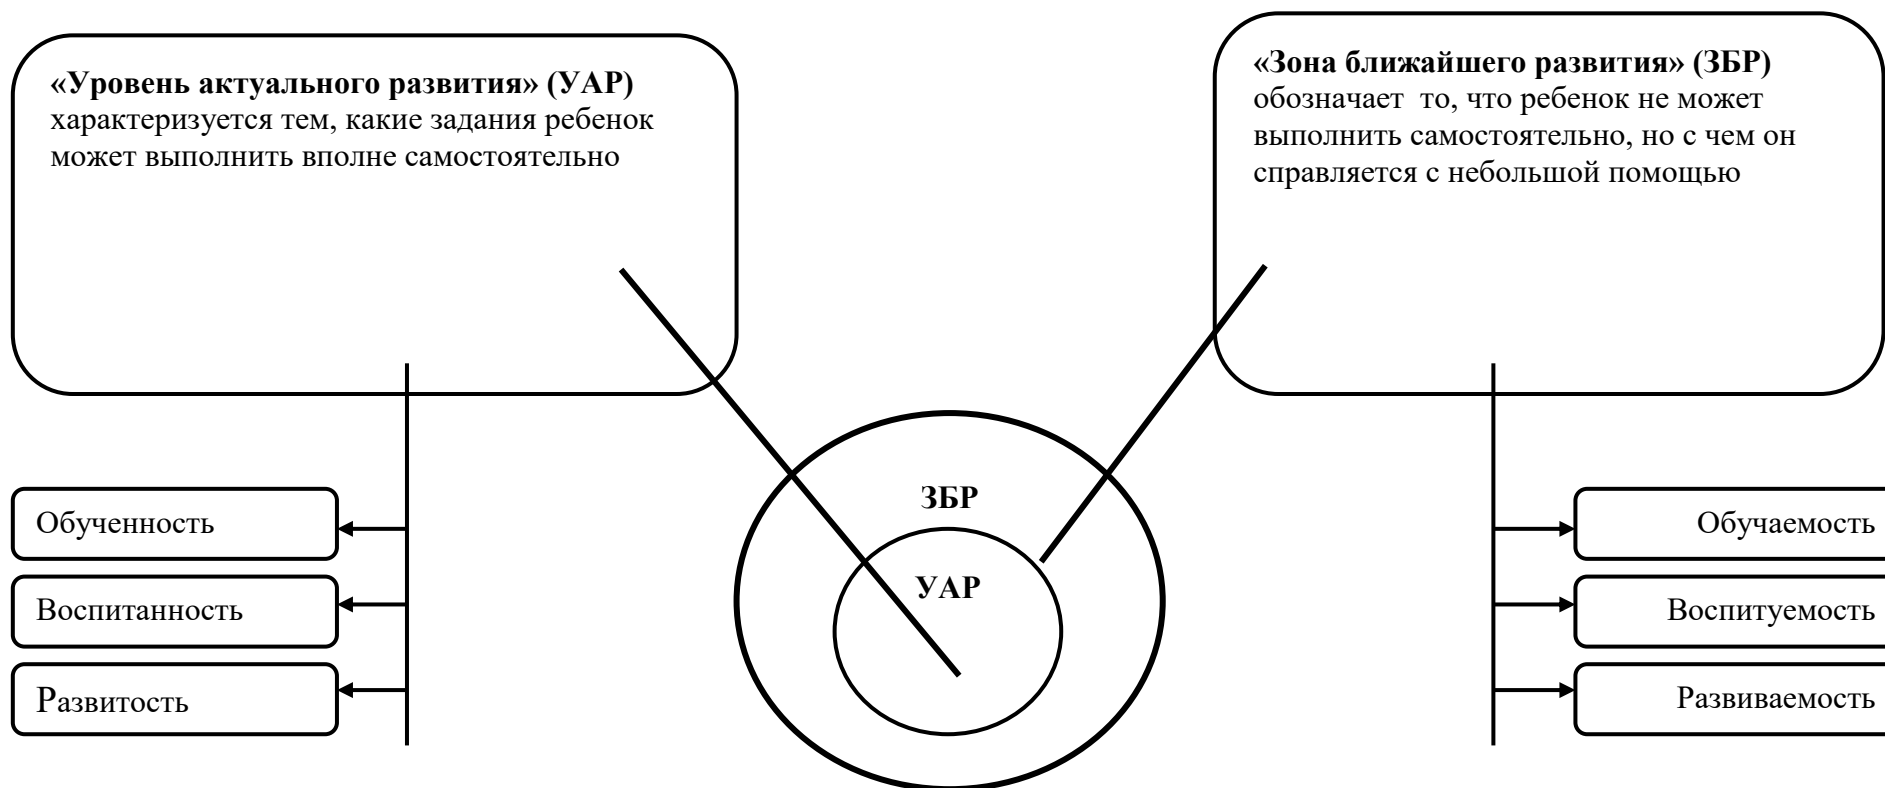 «Уровень актуального развития» (УАР)
характеризуется тем, какие задания ребенок
может выполнить вполне самостоятельно
«Зона ближайшего развития» (ЗБР)
обозначает то, что ребенок не может
выполнить самостоятельно, но с чем он
справляется с небольшой помощью
ЗБР
УАР
Обученность
Воспитанность
Развитость
Обучаемость
Воспитуемость
Развиваемость